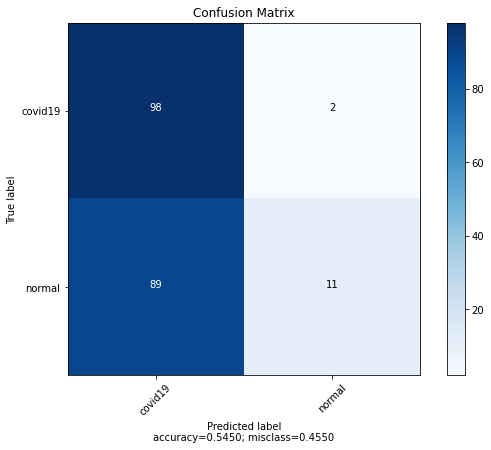 Confusion Matrix
covid19
98
2
normal
89
11
True label
covid19
normal
Predicted label
accuracy=0.5450; misclass=0.4550
80
60
40
20